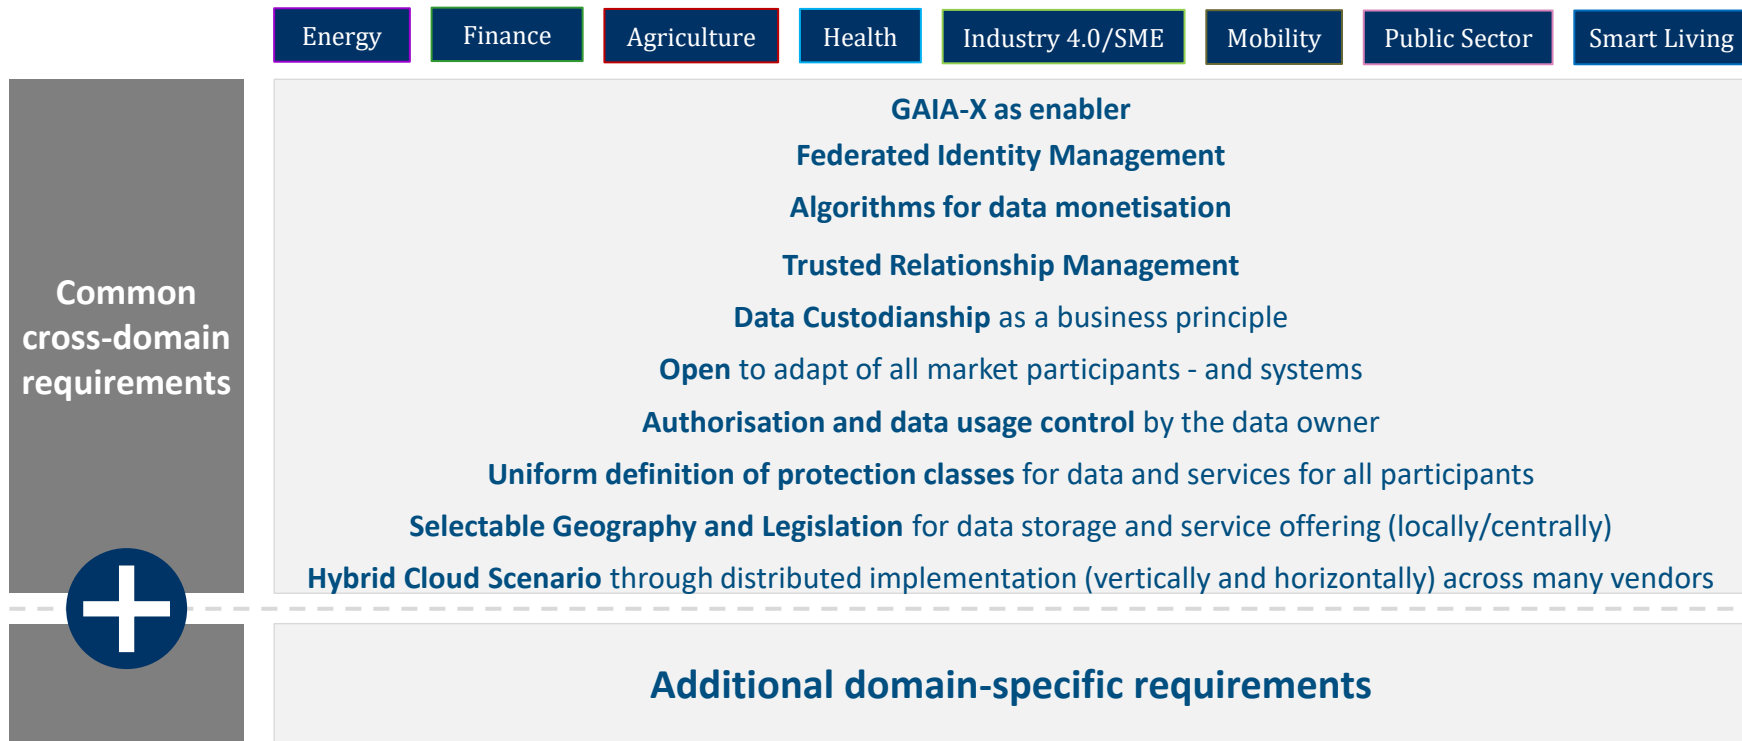 Energy
Finance
Agriculture
Health
Industry 4.0/SME
Mobility
Public Sector
Smart Living
Common
cross-domain
requirements
GAIA-X as enabler
Federated Identity Management
Algorithms for data monetisation
Trusted Relationship Management
Data Custodianship as a business principle
Open to adapt of all market participants - and systems
Authorisation and data usage control by the data owner
Uniform definition of protection classes for data and services for all participants
Selectable Geography and Legislation for data storage and service offering (locally/centrally)
Hybrid Cloud Scenario through distributed implementation (vertically and horizontally) across many vendors
Additional domain-specific requirements